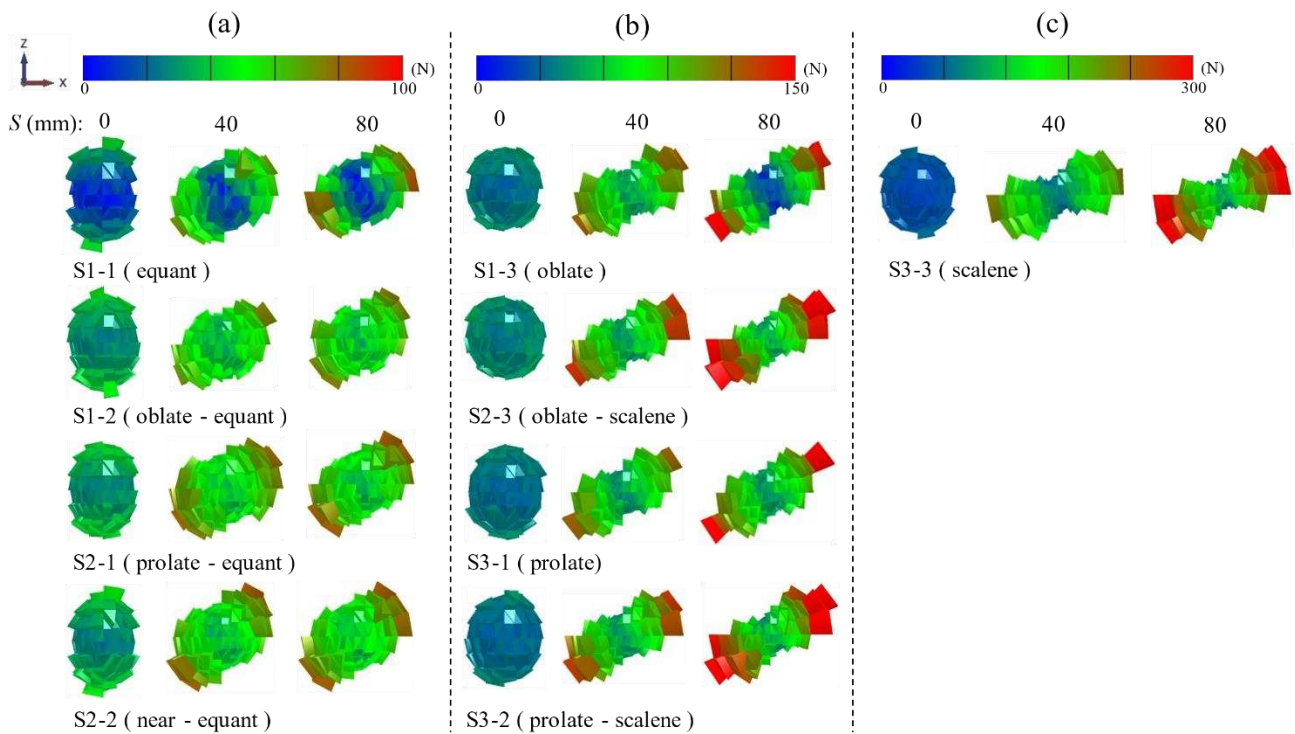 (a) (b) (c)
Z
X
(N) (N) (N)
0 100 0 150 0 300
S (mm): 0 40 80 0 40 80 0 40 80
S1-1 ( equant ) S1-3 ( oblate ) S3-3 ( scalene )
S1-2 ( oblate - equant ) S2-3 ( oblate - scalene )
S2-1 ( prolate - equant ) S3-1 ( prolate)
S2-2 ( near - equant ) S3-2 ( prolate - scalene )